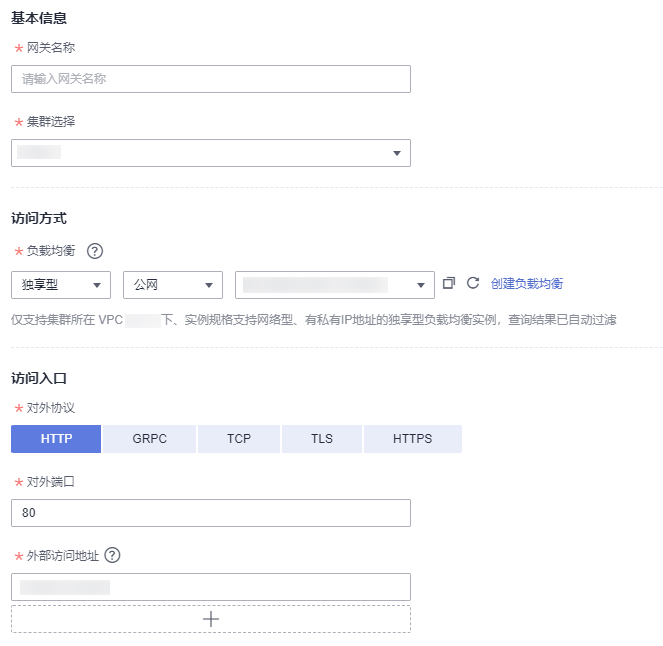 基本信息
* 网关名称
请输入网关名称
* 集群选择
访问方式
* 负载均衡 ?
独享型 公网 创建负载均衡
仅支持集群所在 VPC 下、实例规格支持网络型、有私有IP地址的独享型负载均衡实例，查询结果已自动过滤
访问入口
* 对外协议
HTTP GRPC TCP TLS HTTPS
* 对外端口
80
* 外部访问地址 ?